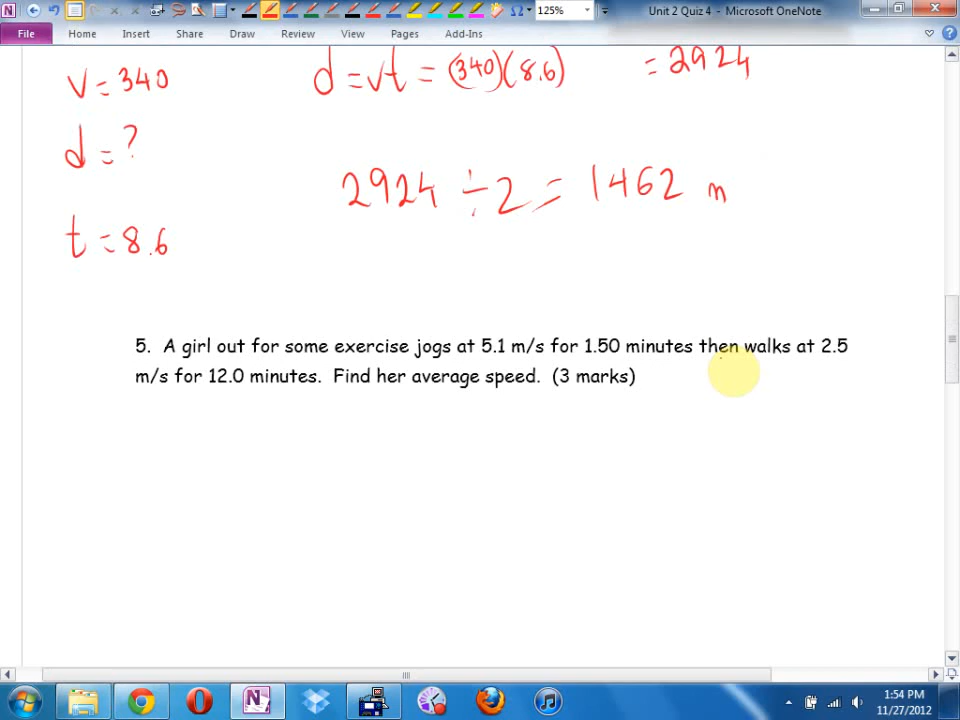 125%
Unit 2 Quiz 4 - Microsoft OneNote
File Home Insert Share Draw Review View Pages Add-Ins
v = 340
d = vt = (340)(8.6) = 2924
d = ?
2924 ÷ 2 = 1462 m
t = 8.6
5. A girl out for some exercise jogs at 5.1 m/s for 1.50 minutes then walks at 2.5
m/s for 12.0 minutes. Find her average speed. (3 marks)
1:54 PM
11/27/2012